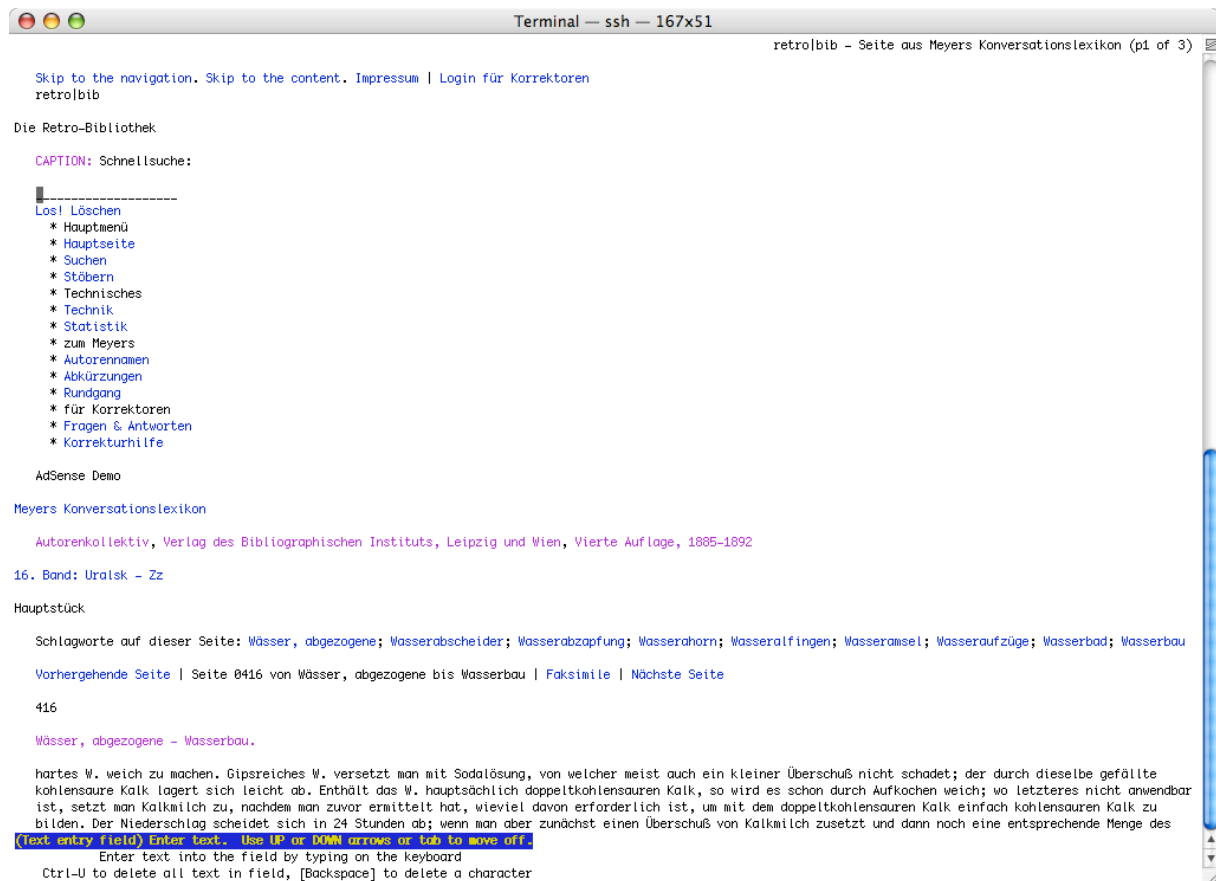 Terminal — ssh — 167x51
retro|bib - Seite aus Meyers Konversationslexikon (p1 of 3)
Skip to the navigation. Skip to the content. Impressum | Login für Korrektoren
retro|bib
Die Retro-Bibliothek
CAPTION: Schnellsuche:
____________________
Los! Löschen
* Hauptmenü
* Hauptseite
* Suchen
* Stöbern
* Technisches
* Technik
* Statistik
* zum Meyers
* Autorennamen
* Abkürzungen
* Rundgang
* für Korrektoren
* Fragen & Antworten
* Korrekturhilfe
AdSense Demo
Meyers Konversationslexikon
Autorenkollektiv, Verlag des Bibliographischen Instituts, Leipzig und Wien, Vierte Auflage, 1885-1892
16. Band: Uralsk - Zz
Hauptstück
Schlagworte auf dieser Seite: Wässer, abgezogene; Wasserabscheider; Wasserabzapfung; Wasserahorn; Wasseralfingen; Wasseramsel; Wasseraufzüge; Wasserbad; Wasserbau
Vorhergehende Seite | Seite 0416 von Wässer, abgezogene bis Wasserbau | Faksimile | Nächste Seite
416
Wässer, abgezogene - Wasserbau.
hartes W. weich zu machen. Gipsreiches W. versetzt man mit Sodalösung, von welcher meist auch ein kleiner Überschuß nicht schadet; der durch dieselbe gefällte
kohlensaure Kalk lagert sich leicht ab. Enthält das W. hauptsächlich doppeltkohlensauren Kalk, so wird es schon durch Aufkochen weich; wo letzteres nicht anwendbar
ist, setzt man Kalkmilch zu, nachdem man zuvor ermittelt hat, wieviel davon erforderlich ist, um mit dem doppeltkohlensauren Kalk einfach kohlensauren Kalk zu
bilden. Der Niederschlag scheidet sich in 24 Stunden ab; wenn man aber zunächst einen Überschuß von Kalkmilch zusetzt und dann noch eine entsprechende Menge des
(Text entry field) Enter text. Use UP or DOWN arrows or tab to move off.
Enter text into the field by typing on the keyboard
Ctrl-U to delete all text in field, [Backspace] to delete a character